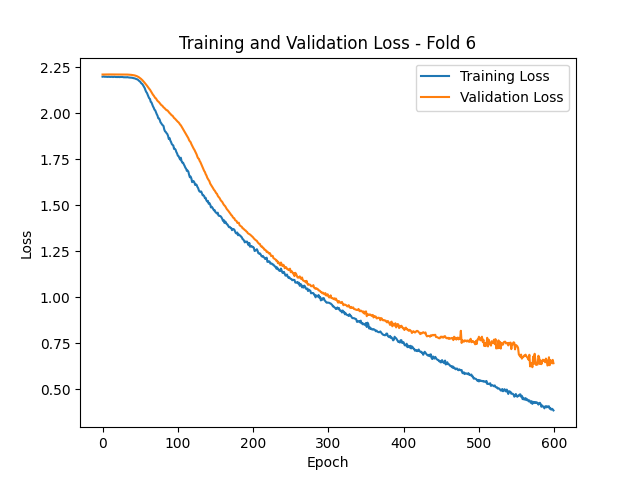 Training and Validation Loss - Fold 6
Training Loss
Validation Loss
Loss
2.25
2.00
1.75
1.50
1.25
1.00
0.75
0.50
0 100 200 300 400 500 600
Epoch